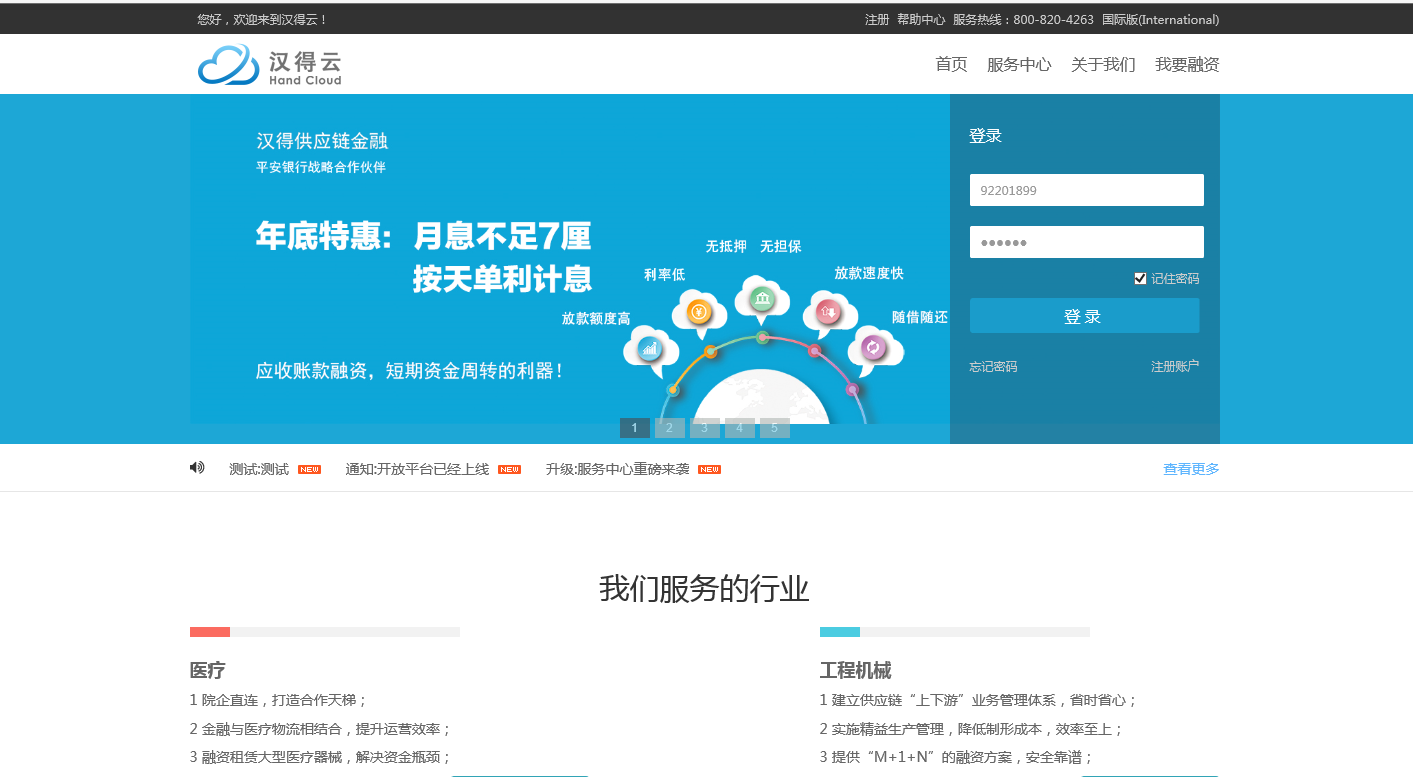 您好，欢迎来到汉得云！
注册 帮助中心 服务热线：800-820-4263 国际版(International)
汉得云
Hand Cloud
首页 服务中心 关于我们 我要融资
汉得供应链金融
平安银行战略合作伙伴
年底特惠：月息不足7厘
按天单利计息
应收账款融资，短期资金周转的利器！
放款额度高
利率低
无抵押 无担保
放款速度快
随借随还
1 2 3 4 5
登录
92201899
••••••
记住密码
登 录
忘记密码 注册账户
测试:测试 NEW 通知:开放平台已经上线 NEW 升级:服务中心重磅来袭 NEW 查看更多
我们服务的行业
医疗
1 院企直连，打造合作天梯；
2 金融与医疗物流相结合，提升运营效率；
3 融资租赁大型医疗器械，解决资金瓶颈；
工程机械
1 建立供应链“上下游”业务管理体系，省时省心；
2 实施精益生产管理，降低制形成本，效率至上；
3 提供“M+1+N”的融资方案，安全靠谱；